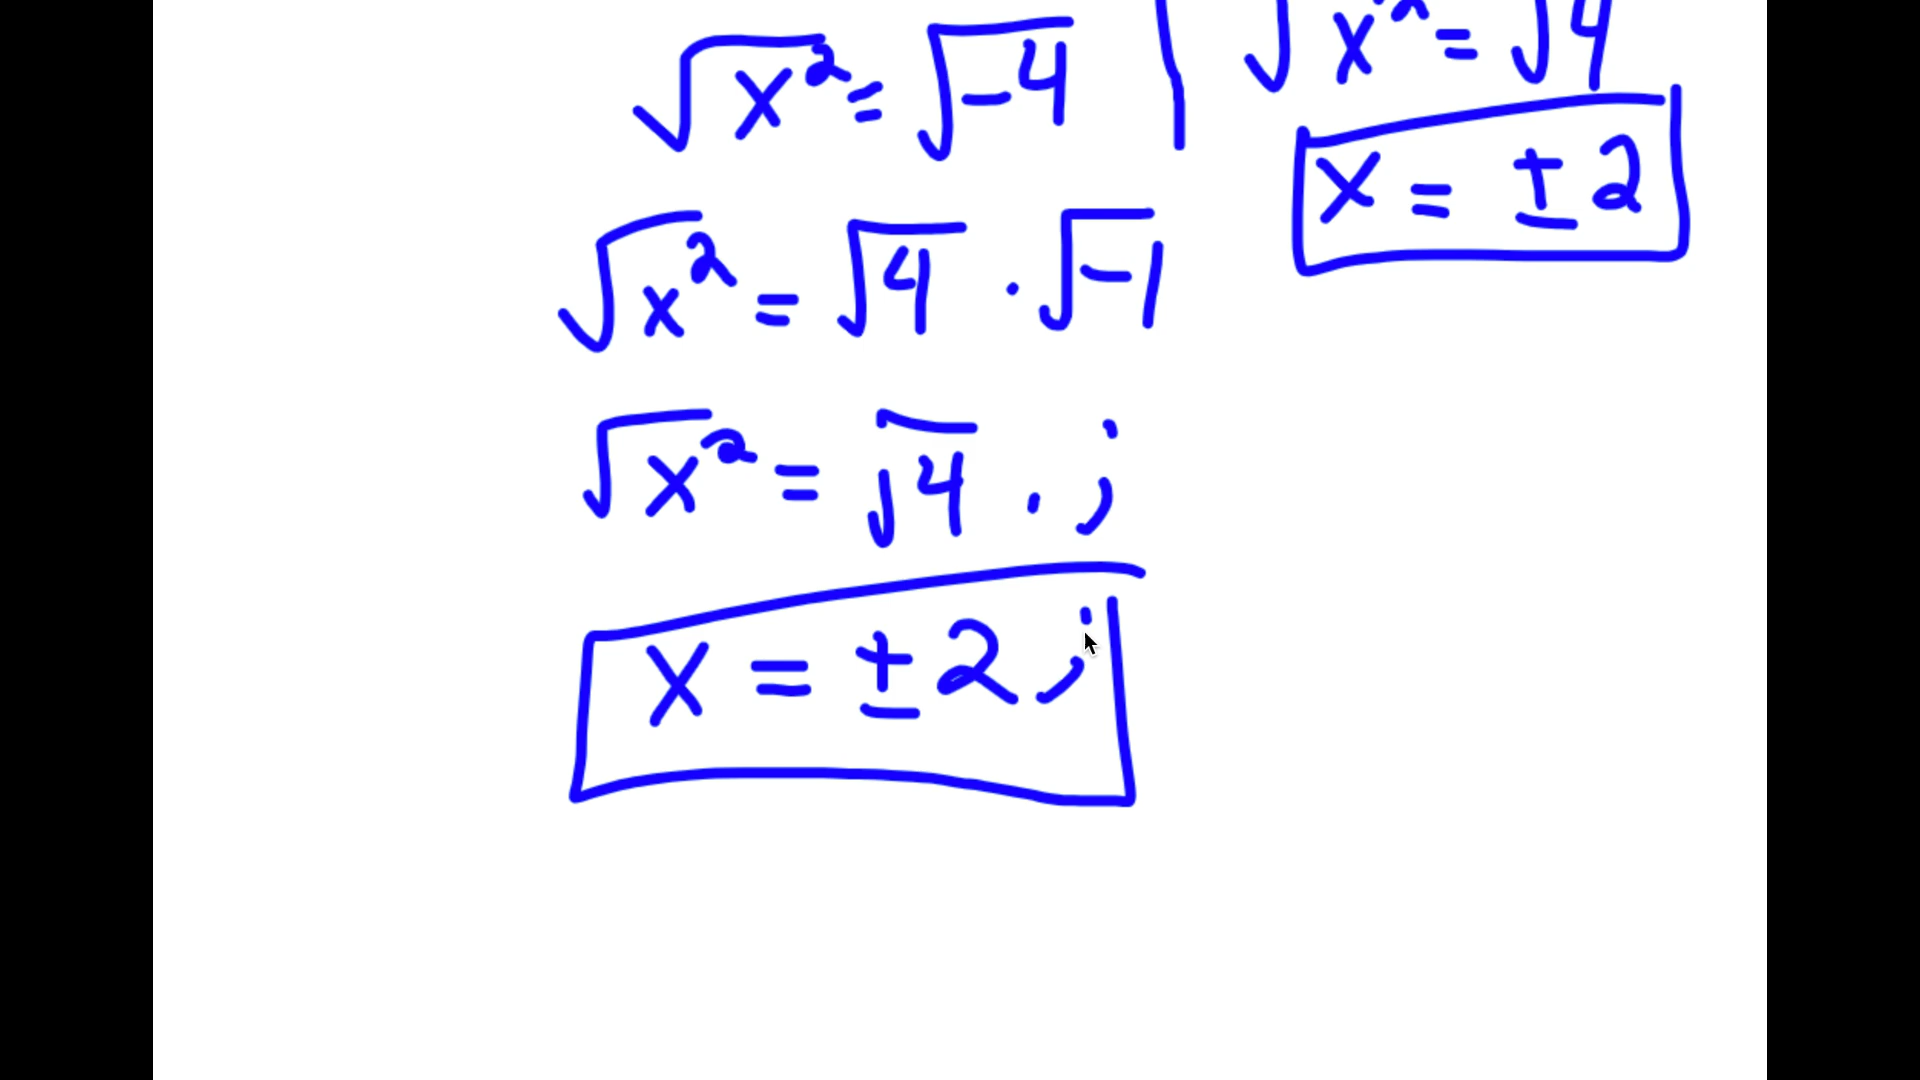 √x² = √-4
√x² = √4 · √-1
√x² = √4 · i
x = ±2i
√x² = √4
x = ±2